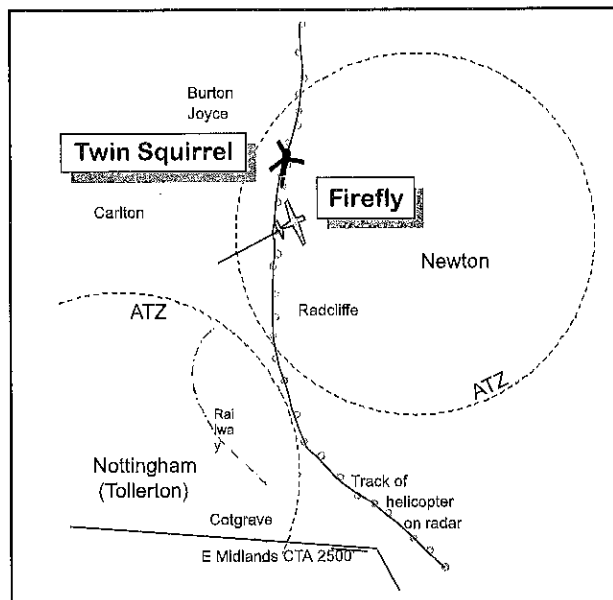 Burton
Joyce
Twin Squirrel
Firefly
Carlton
Newton
ATZ
Radcliffe
ATZ
Rai
lwa
y
Nottingham
(Tollerton)
Track of
helicopter
on radar
Cotgrave
E Midlands CTA 2500'